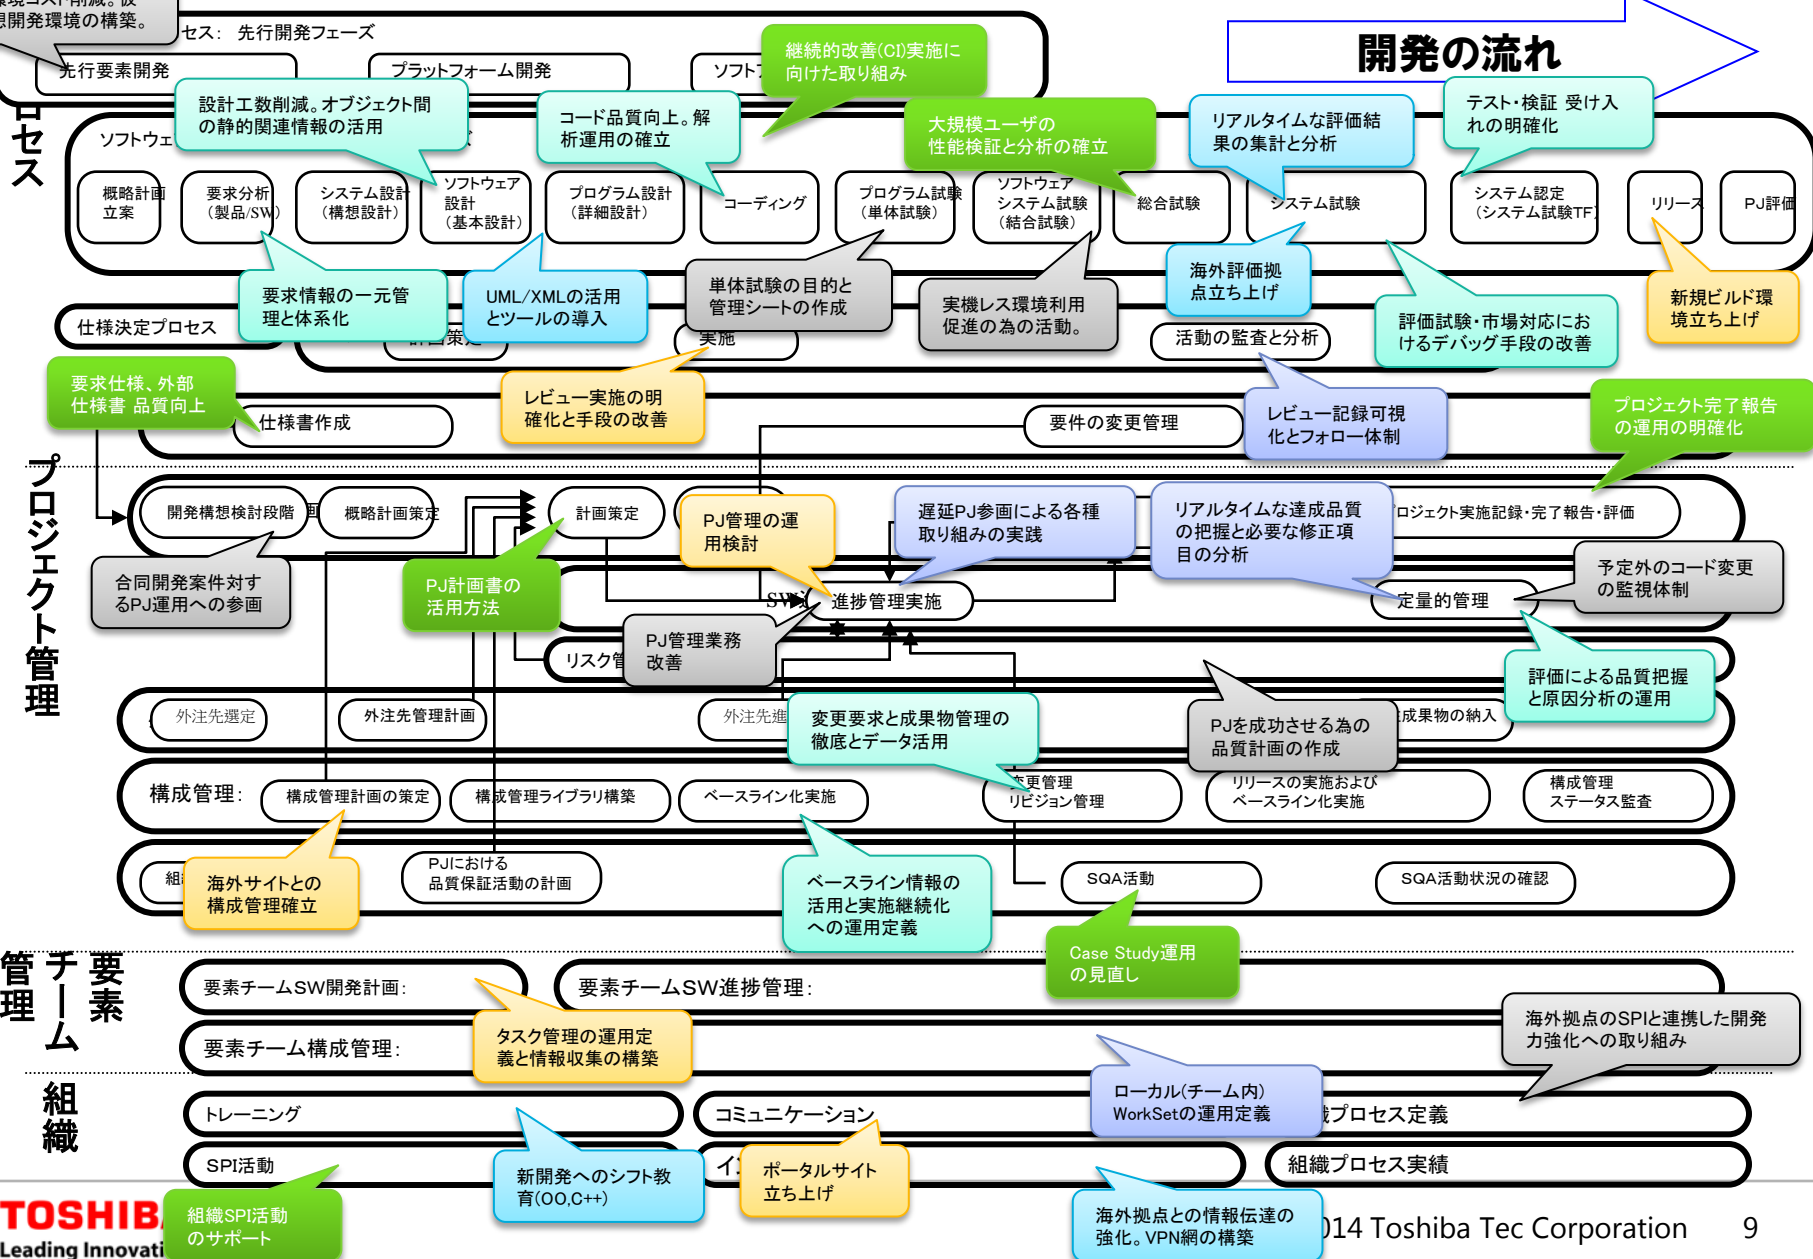 環境コスト削減。仮
想開発環境の構築。
セス： 先行開発フェーズ
先行要素開発
プラットフォーム開発
ソフト
継続的改善(CI)実施に
向けた取り組み
開発の流れ
ロセス
設計工数削減。オブジェクト間
の静的関連情報の活用
コード品質向上。解
析運用の確立
大規模ユーザの
性能検証と分析の確立
リアルタイムな評価結
果の集計と分析
テスト・検証 受け入
れの明確化
ソフトウェ
概略計画
立案
要求分析
(製品/SW)
システム設計
(構想設計)
ソフトウェア
設計
(基本設計)
プログラム設計
(詳細設計)
コーディング
プログラム試験
(単体試験)
ソフトウェア
システム試験
(結合試験)
総合試験
システム試験
システム認定
(システム試験TF)
リリース
PJ評価
要求情報の一元管
理と体系化
UML/XMLの活用
とツールの導入
単体試験の目的と
管理シートの作成
実機レス環境利用
促進の為の活動。
海外評価拠
点立ち上げ
評価試験・市場対応にお
けるデバッグ手段の改善
新規ビルド環
境立ち上げ
仕様決定プロセス
計画策定
実施
活動の監査と分析
要求仕様、外部
仕様書 品質向上
レビュー実施の明
確化と手段の改善
レビュー記録可視
化とフォロー体制
プロジェクト完了報告
の運用の明確化
仕様書作成
要件の変更管理
プロジェクト管理
開発構想検討段階
画
概略計画策定
計画策定
PJ管理の運
用検討
遅延PJ参画による各種
取り組みの実践
リアルタイムな達成品質
の把握と必要な修正項
目の分析
ロジェクト実施記録・完了報告・評価
合同開発案件対す
るPJ運用への参画
PJ計画書の
活用方法
SW
進捗管理実施
定量的管理
予定外のコード変更
の監視体制
PJ管理業務
改善
リスク管
評価による品質把握
と原因分析の運用
外注先選定
外注先管理計画
外注先進
変更要求と成果物管理の
徹底とデータ活用
PJを成功させる為の
品質計画の作成
成果物の納入
構成管理：
構成管理計画の策定
構成管理ライブラリ構築
ベースライン化実施
変更管理
リビジョン管理
リリースの実施および
ベースライン化実施
構成管理
ステータス監査
組
海外サイトとの
構成管理確立
PJにおける
品質保証活動の計画
ベースライン情報の
活用と実施継続化
への運用定義
SQA活動
SQA活動状況の確認
Case Study運用
の見直し
要素
チーム
管理
要素チームSW開発計画：
要素チームSW進捗管理：
要素チーム構成管理：
タスク管理の運用定
義と情報収集の構築
海外拠点のSPIと連携した開発
力強化への取り組み
組織
トレーニング
コミュニケーション
ローカル(チーム内)
WorkSetの運用定義
プロセス定義
SPI活動
新開発へのシフト教
育(OO,C++)
イ
ポータルサイト
立ち上げ
組織プロセス実績
組織SPI活動
のサポート
海外拠点との情報伝達の
強化。VPN網の構築
TOSHIB
Leading Innovati
014 Toshiba Tec Corporation
9